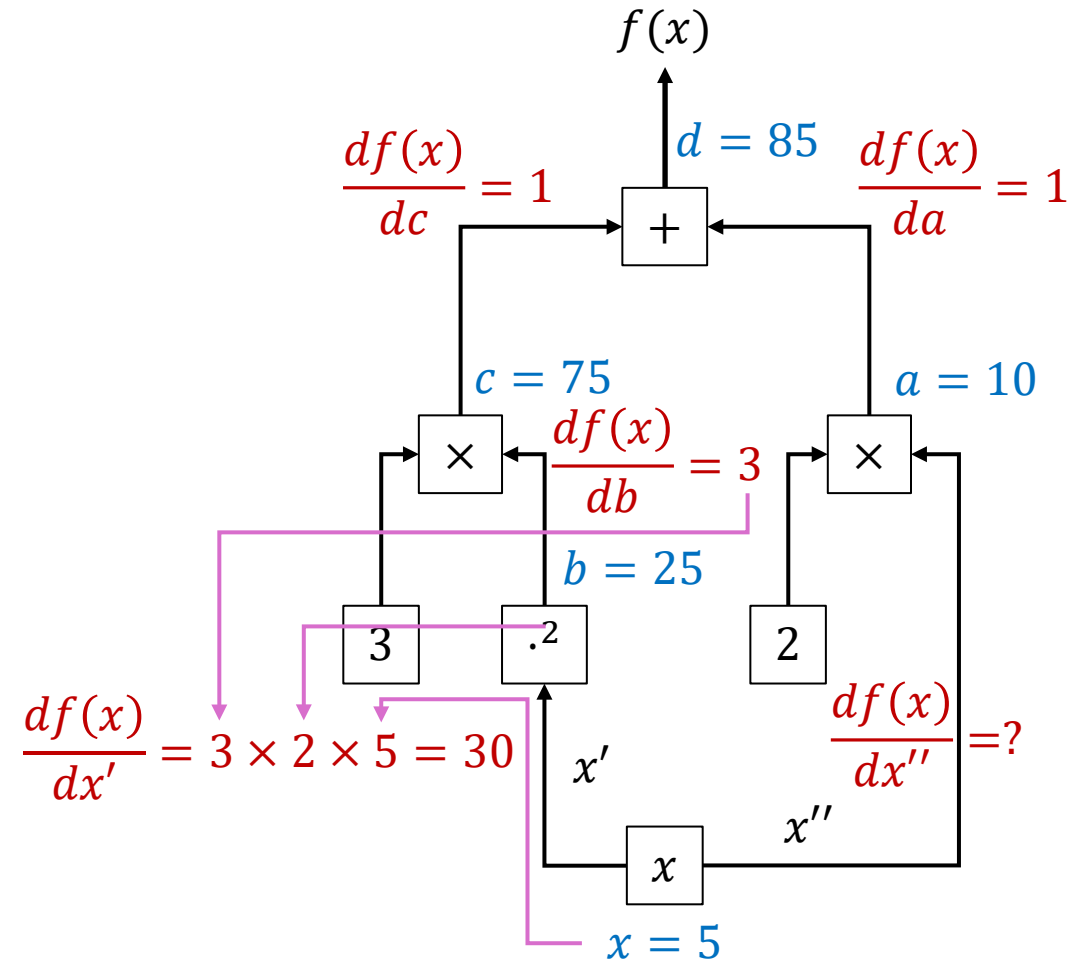 f(x)
d = 85
df(x)/dc = 1
df(x)/da = 1
+
c = 75
a = 10
×
df(x)/db = 3
×
b = 25
3
.²
2
df(x)/dx′ = 3 × 2 × 5 = 30
df(x)/dx″ =?
x′
x″
x
x = 5